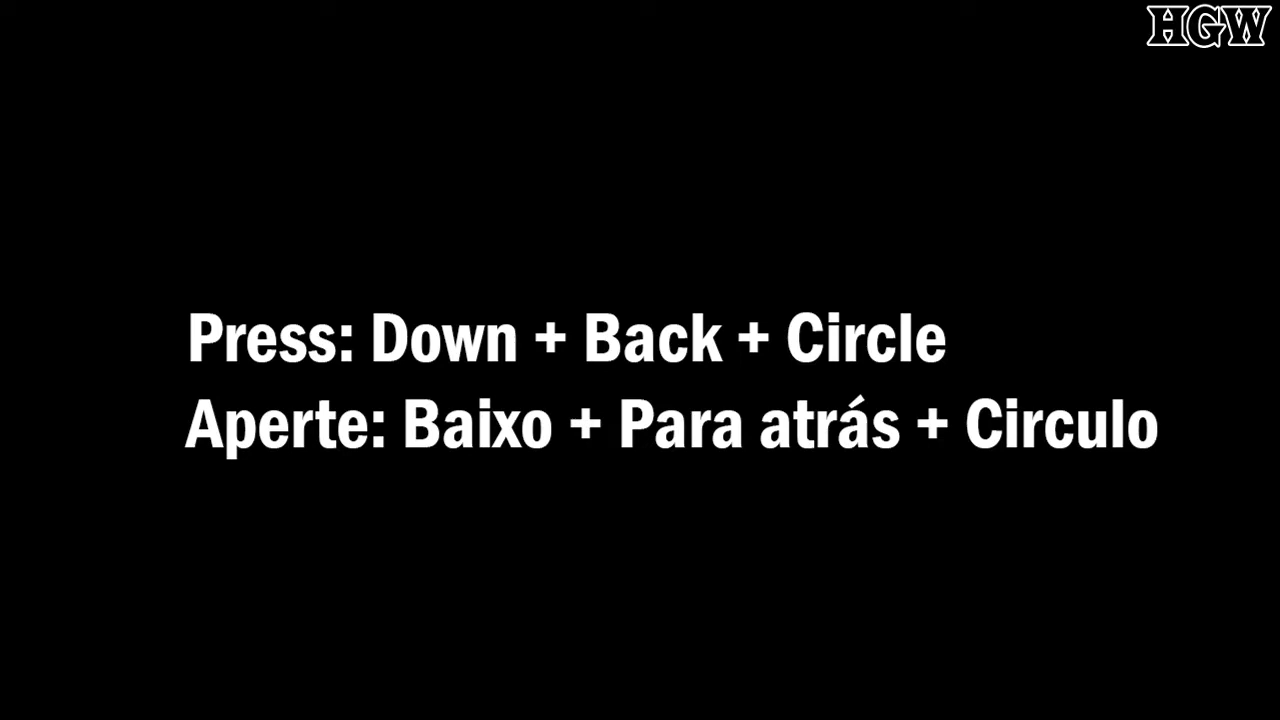 HGW
Press: Down + Back + Circle
Aperte: Baixo + Para atrás + Circulo